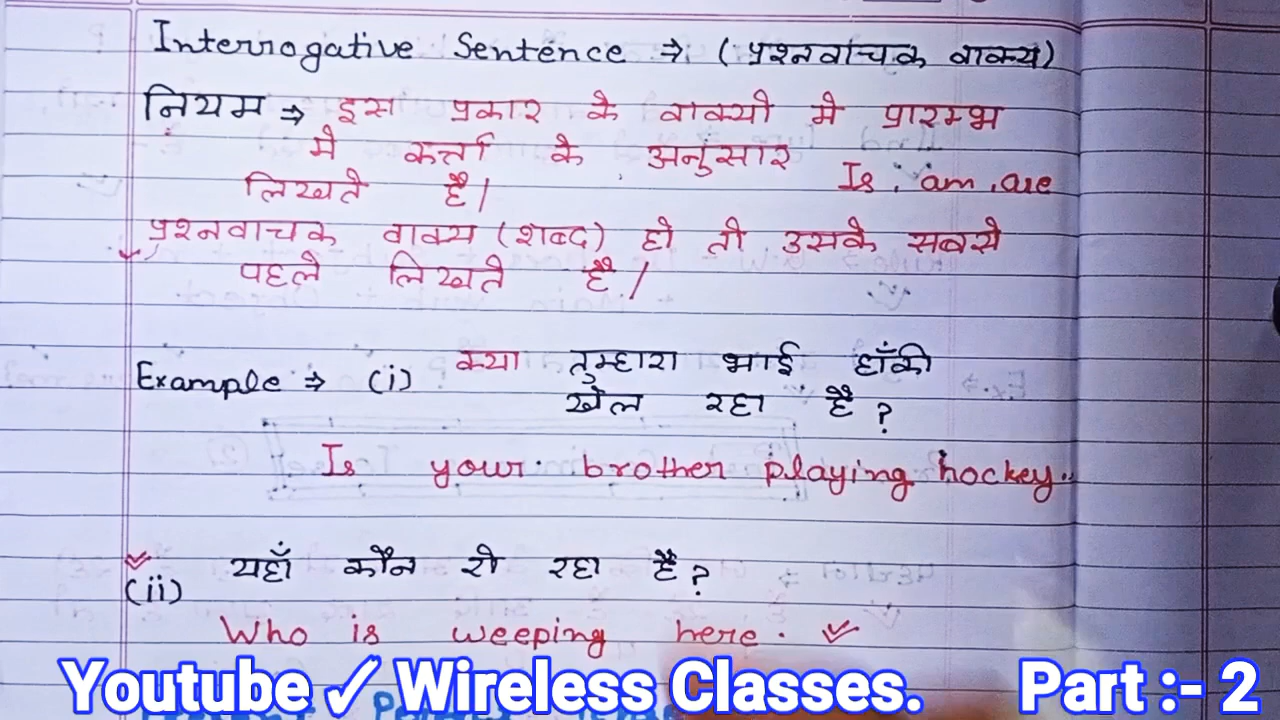 Interrogative Sentence ⇒ (प्रश्नवाचक वाक्य)
नियम ⇒ इस प्रकार के वाक्यो मे प्रारम्भ
मे कर्त्ता के अनुसार Is, am, are
लिखते है।
प्रश्नवाचक वाक्य (शब्द) हो तो उसके सबसे
पहले लिखते है।
Example ⇒ (i) क्या तुम्हारा भाई हॉकी
खेल रहा है?
Is your brother playing hockey.
(ii) यहाँ कौन रो रहा है?
Who is weeping here.
Youtube ✓ Wireless Classes. Part :- 2